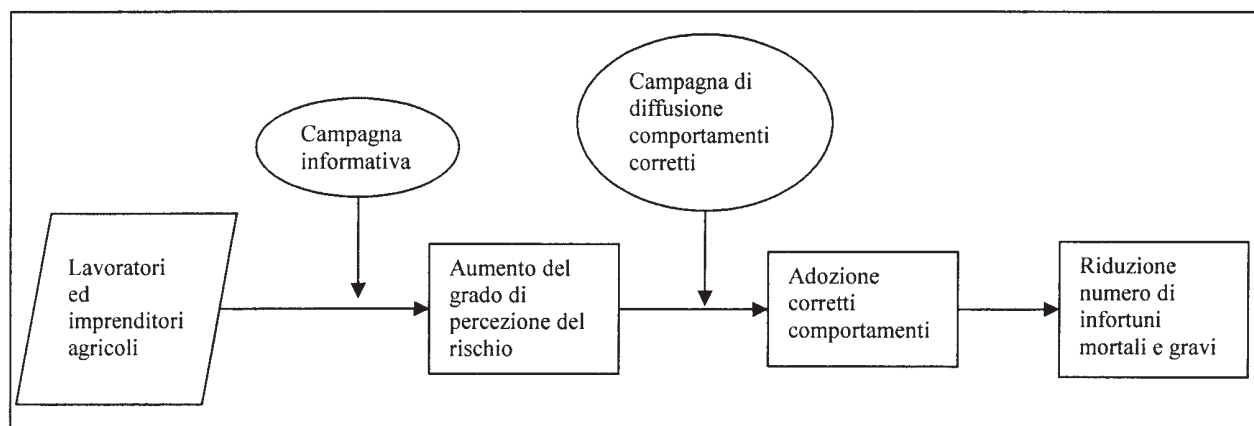 Campagna
informativa
Campagna di
diffusione
comportamenti
corretti
Lavoratori
ed
imprenditori
agricoli
Aumento del
grado di
percezione del
rischio
Adozione
corretti
comportamenti
Riduzione
numero di
infortuni
mortali e gravi